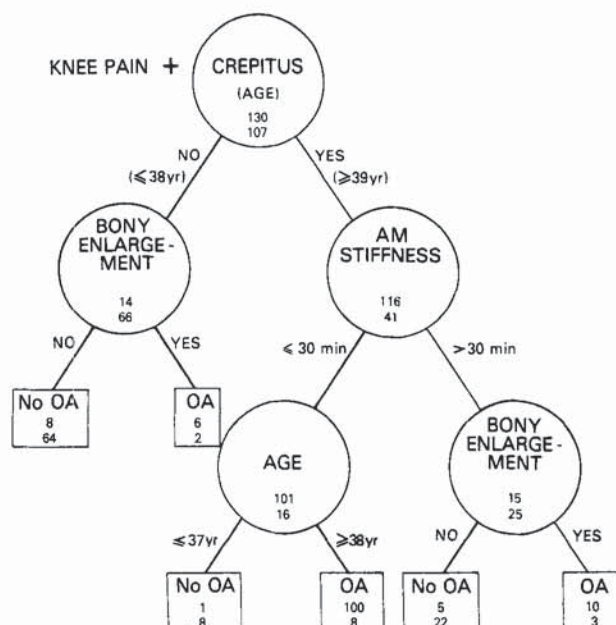 KNEE PAIN + CREPITUS
(AGE)
130
107
NO
(≤38yr)
YES
(≥39yr)
BONY
ENLARGE-
MENT
14
66
AM
STIFFNESS
116
41
NO
YES
≤ 30 min
>30 min
No OA
8
64
OA
6
2
AGE
101
16
BONY
ENLARGE-
MENT
15
25
≤37yr
≥38yr
NO
YES
No OA
1
8
OA
100
8
No OA
5
22
OA
10
3